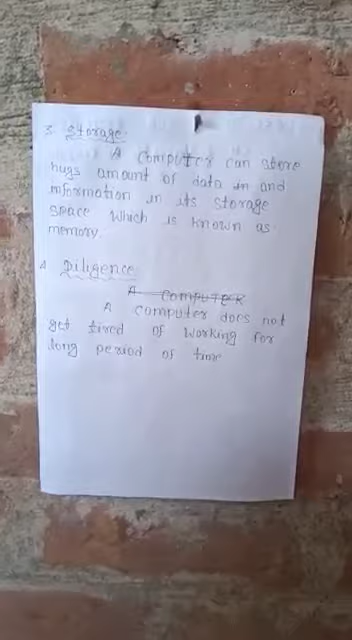 3. Storage:
A Computer can store
hugs amount of data in and
information in its storage
space which is known as
memory.
4. Diligence
A COMPUTER
A computer does not
get tired of working for
long period of time